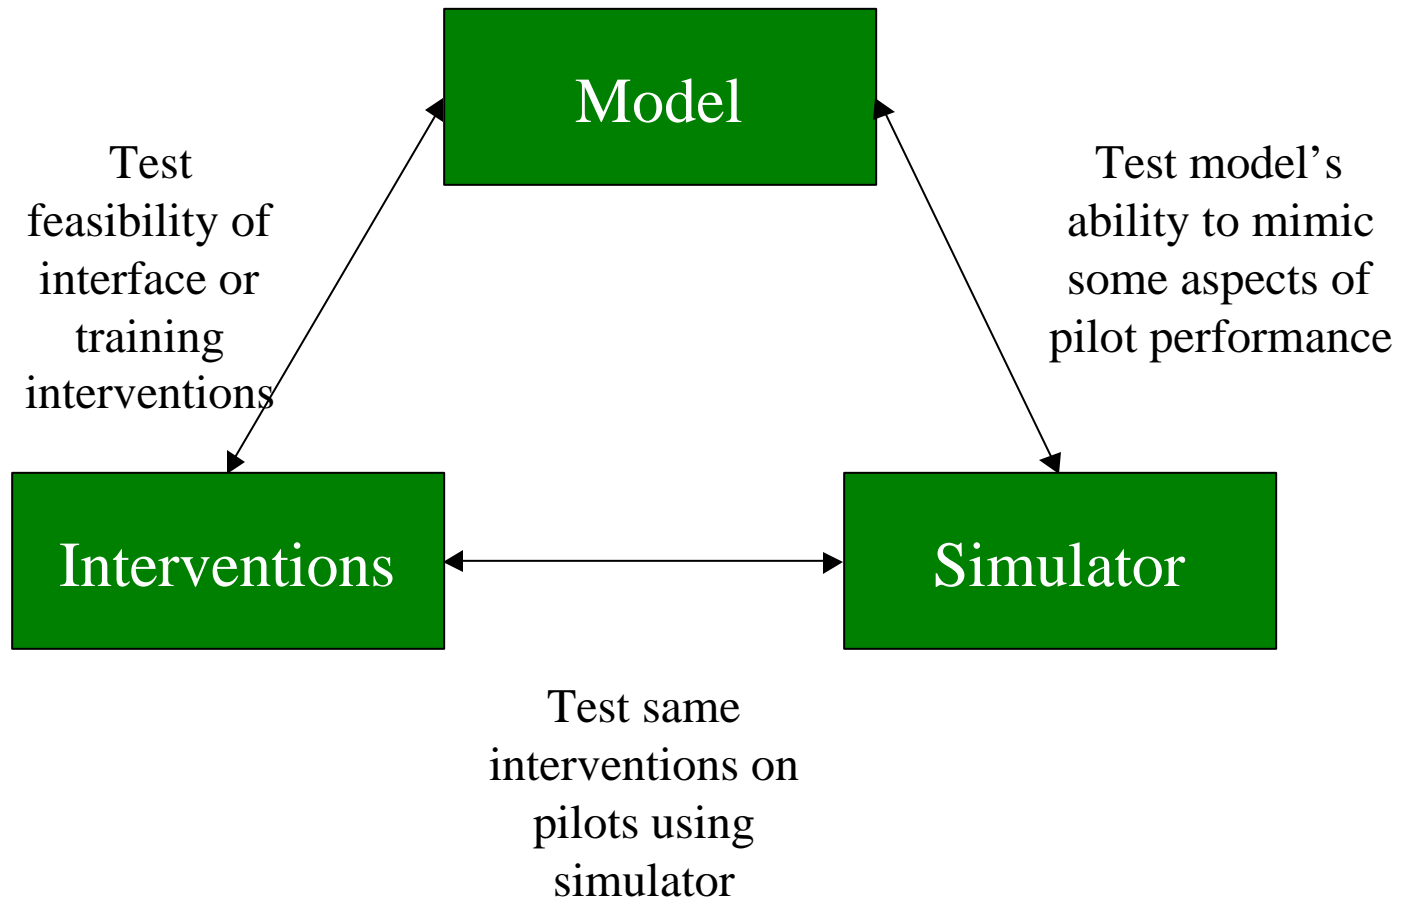 Model
Test
feasibility of
interface or
training
interventions
Test model’s
ability to mimic
some aspects of
pilot performance
Interventions
Simulator
Test same
interventions on
pilots using
simulator